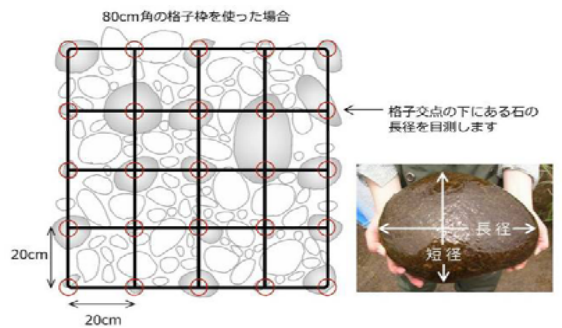 80cm角の格子枠を使った場合
格子交点の下にある石の
長径を目測します
長径
短径
20cm
20cm